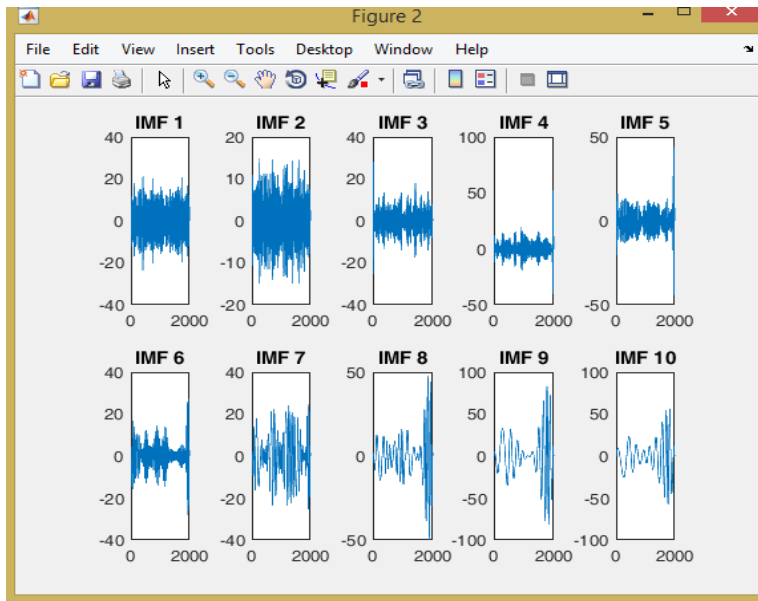 Figure 2
File Edit View Insert Tools Desktop Window Help
IMF 1 IMF 2 IMF 3 IMF 4 IMF 5
40 20 40 100 50
20 10 20 50
0 0 0 0 0
-20 -10 -20
-40 -20 -40 -50 -50
0 2000 0 2000 0 2000 0 2000 0 2000
IMF 6 IMF 7 IMF 8 IMF 9 IMF 10
40 40 50 100 100
20 20 50 50
0 0 0 0 0
-20 -20 -50 -50
-40 -40 -50 -100 -100
0 2000 0 2000 0 2000 0 2000 0 2000